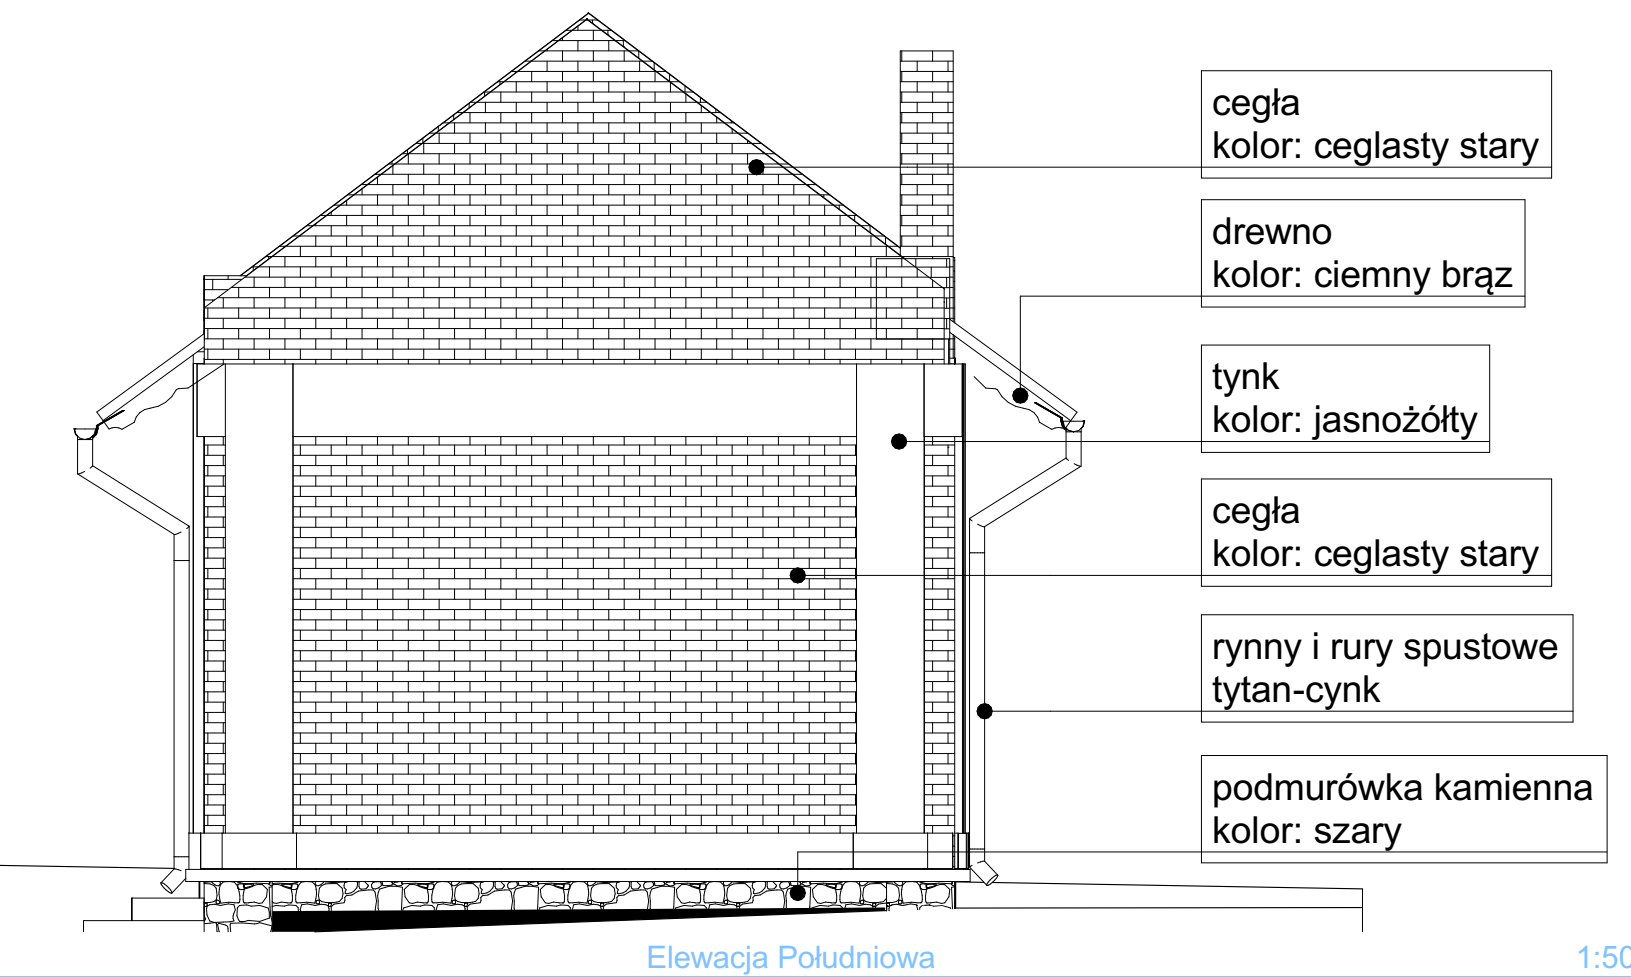 cegła
kolor: ceglasty stary
drewno
kolor: ciemny brąz
tynk
kolor: jasnożółty
cegła
kolor: ceglasty stary
rynny i rury spustowe
tytan-cynk
podmurówka kamienna
kolor: szary
Elewacja Południowa
1:50